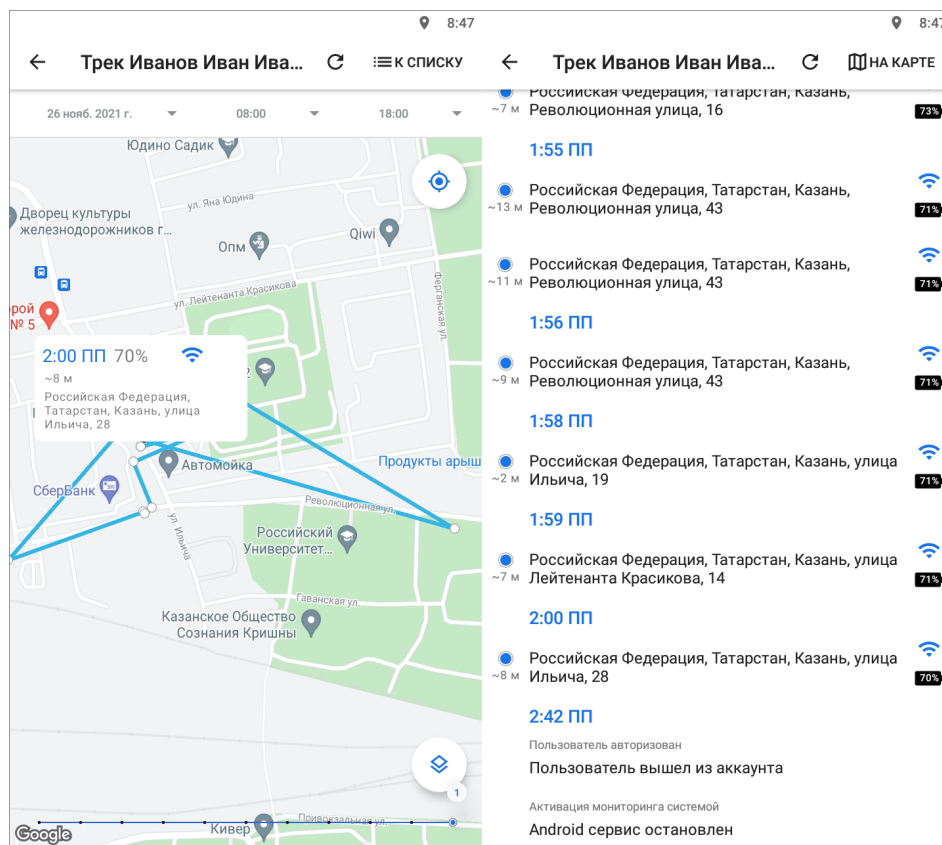 8:47
Трек Иванов Иван Ива...
К СПИСКУ
26 нояб. 2021 г.
08:00
18:00
Юдино Садик
ул. Яна Юдина
Дворец культуры
железнодорожников г...
Опм
Qiwi
ул. Лейтенанта Красикова
Ферганская ул.
рой
№ 5
2:00 ПП 70%
~8 м
Российская Федерация,
Татарстан, Казань, улица
Ильича, 28
Автомойка
Продукты арыш
СберБанк
Революционная ул.
ул. Ильича
Российский
Университет...
Гаванская ул.
Казанское Общество
Сознания Кришны
1
Привокзальная ул.
Кивер
Google
8:47
Трек Иванов Иван Ива...
НА КАРТЕ
Российская Федерация, Татарстан, Казань,
Революционная улица, 16
~7 м
73%
1:55 ПП
Российская Федерация, Татарстан, Казань,
Революционная улица, 43
~13 м
71%
Российская Федерация, Татарстан, Казань,
Революционная улица, 43
~11 м
71%
1:56 ПП
Российская Федерация, Татарстан, Казань,
Революционная улица, 43
~9 м
71%
1:58 ПП
Российская Федерация, Татарстан, Казань, улица
Ильича, 19
~2 м
71%
1:59 ПП
Российская Федерация, Татарстан, Казань, улица
Лейтенанта Красикова, 14
~7 м
71%
2:00 ПП
Российская Федерация, Татарстан, Казань, улица
Ильича, 28
~8 м
70%
2:42 ПП
Пользователь авторизован
Пользователь вышел из аккаунта
Активация мониторинга системой
Android сервис остановлен